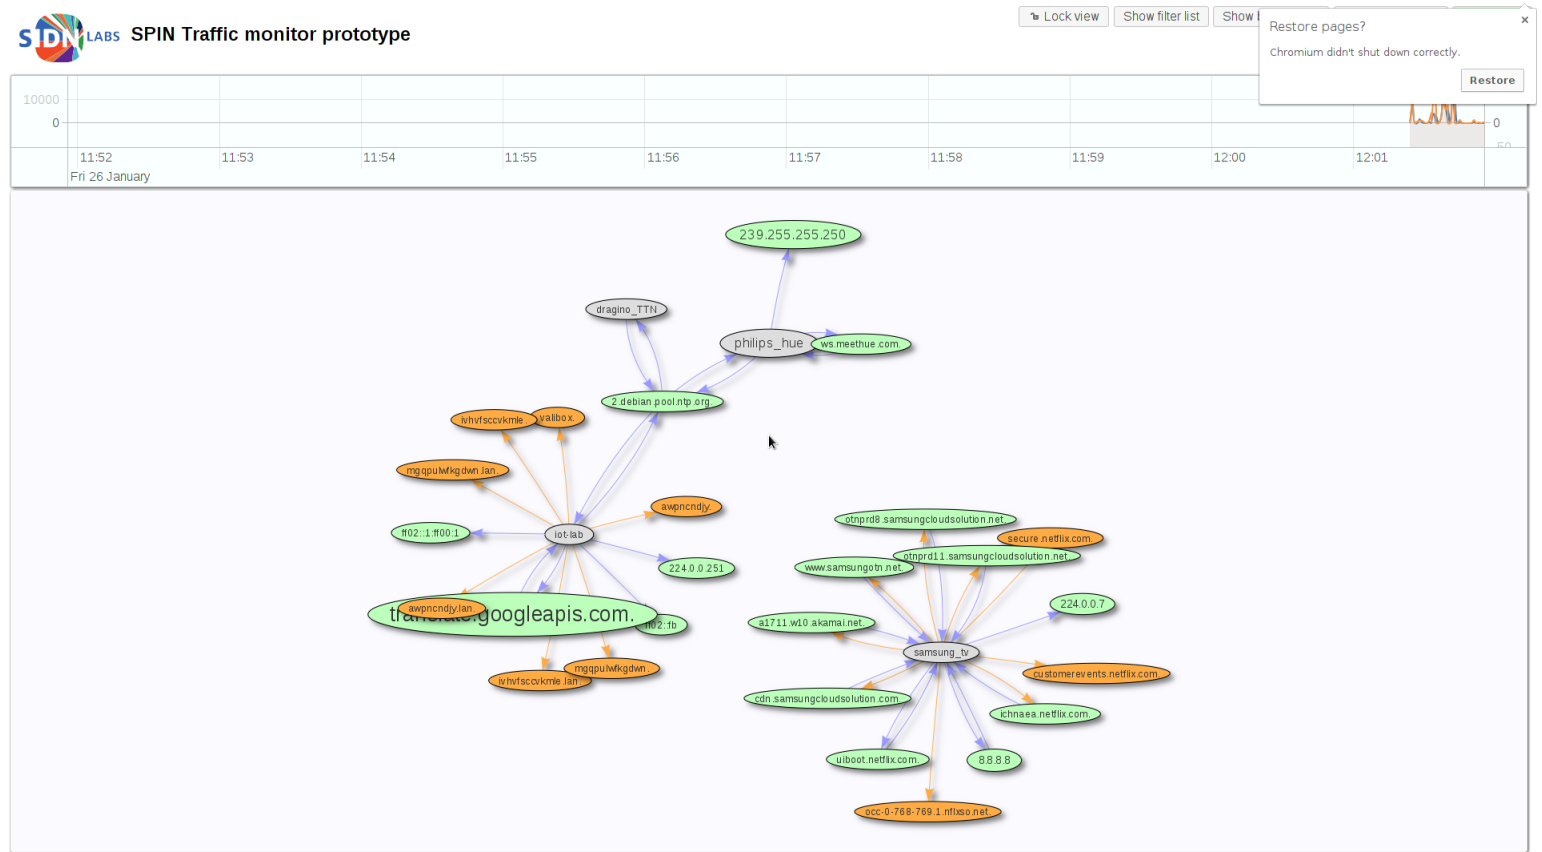 SIDN LABS SPIN Traffic monitor prototype
Lock view Show filter list Show
Restore pages? ×
Chromium didn't shut down correctly.
Restore
10000
0 0
11:52 11:53 11:54 11:55 11:56 11:57 11:58 11:59 12:00 12:01
Fri 26 January
239.255.255.250
dragino_TTN
philips_hue ws.meethue.com.
2.debian.pool.ntp.org.
ivhvfsccvkmle. valibox.
mgqpulwfkgdwn.lan.
awpncndjy.
ff02::1:ff00:1 iot-lab
224.0.0.251
awpncndjy.lan. googleapis.com.
ff02::fb
mgqpulwfkgdwn.
ivhvfsccvkmle.lan.
otnprd8.samsungcloudsolution.net.
secure.netflix.com.
otnprd11.samsungcloudsolution.net.
www.samsungotn.net.
224.0.0.7
a1711.w10.akamai.net.
samsung_tv
customerevents.netflix.com.
cdn.samsungcloudsolution.com.
ichnaea.netflix.com.
uiboot.netflix.com. 8.8.8.8
occ-0-768-769.1.nflxso.net.